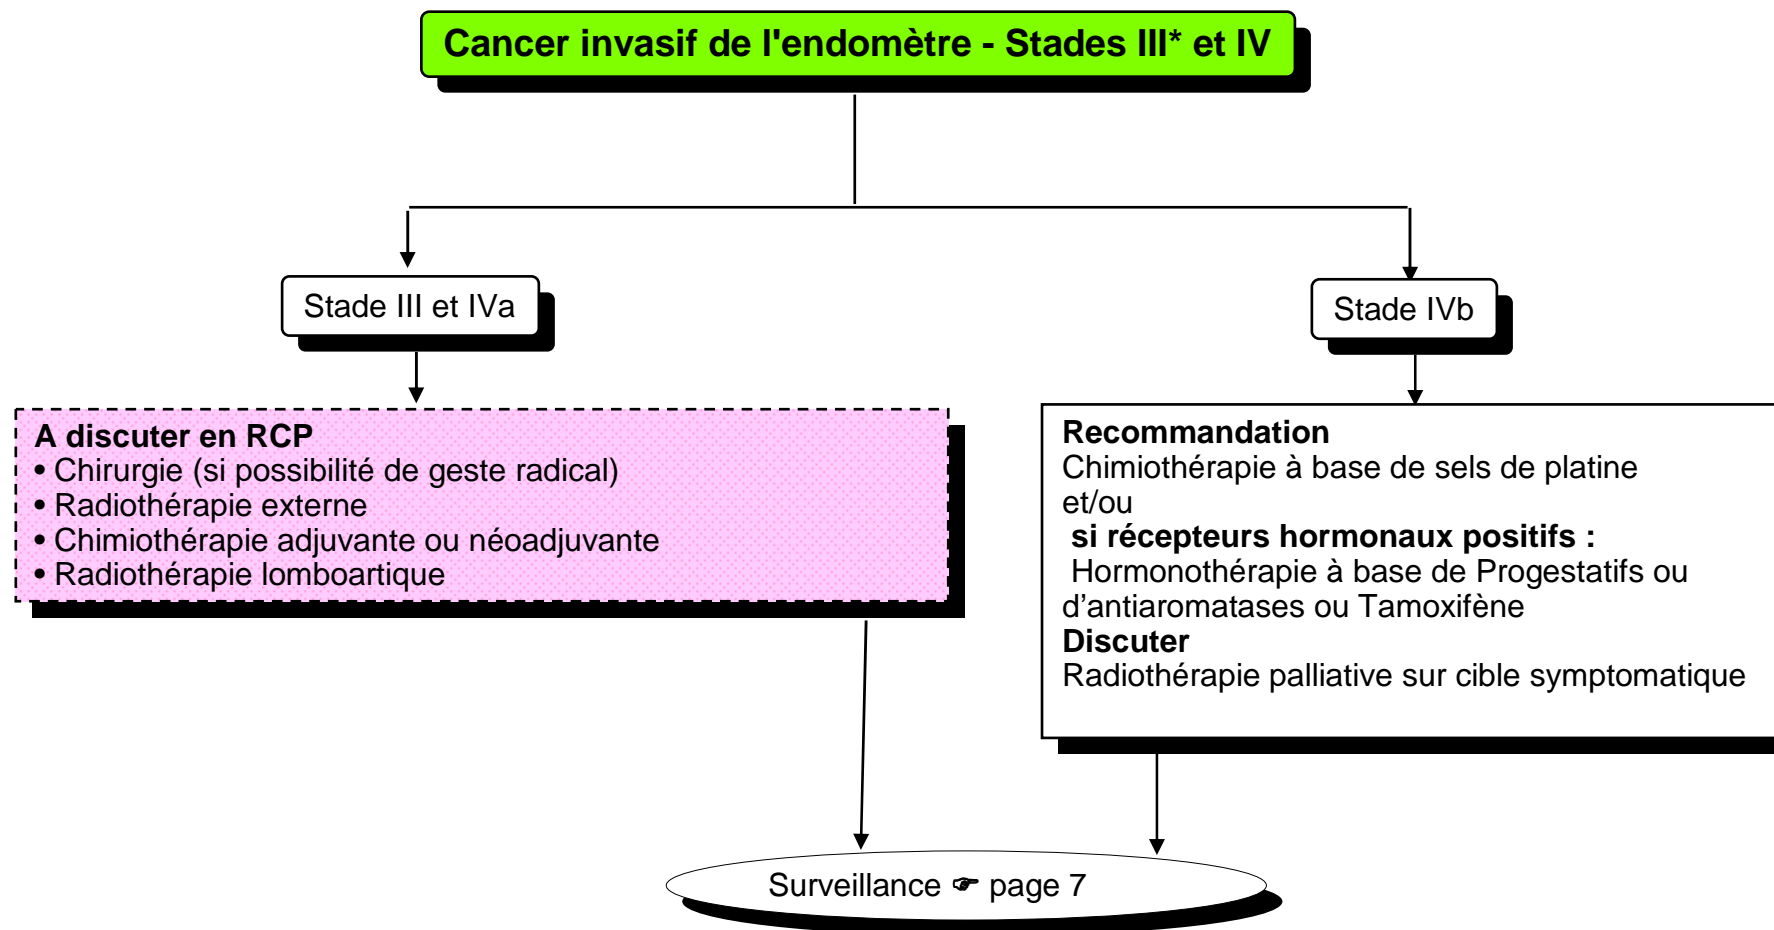 Cancer invasif de l'endomètre - Stades III* et IV
Stade III et IVa
Stade IVb
A discuter en RCP
• Chirurgie (si possibilité de geste radical)
• Radiothérapie externe
• Chimiothérapie adjuvante ou néoadjuvante
• Radiothérapie lomboartique
Recommandation
Chimiothérapie à base de sels de platine
et/ou
si récepteurs hormonaux positifs :
Hormonothérapie à base de Progestatifs ou
d'antiaromatases ou Tamoxifène
Discuter
Radiothérapie palliative sur cible symptomatique
Surveillance ☞ page 7